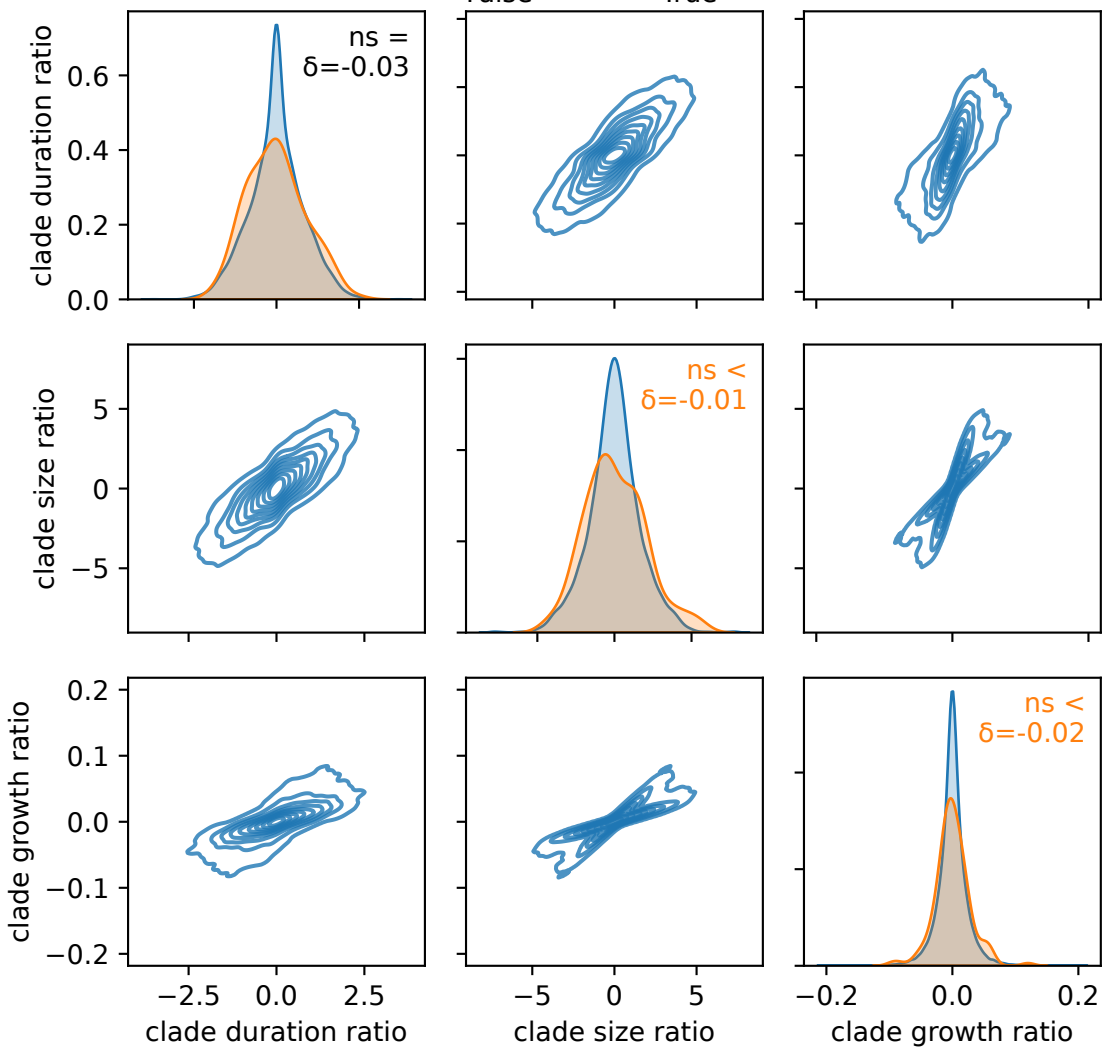 ns =
δ=-0.03
clade duration ratio
0.6
0.4
0.2
0.0
ns <
δ=-0.01
clade size ratio
5
0
−5
ns <
δ=-0.02
clade growth ratio
0.2
0.1
0.0
−0.1
−0.2
−2.5 0.0 2.5
−5 0 5
−0.2 0.0 0.2
clade duration ratio
clade size ratio
clade growth ratio